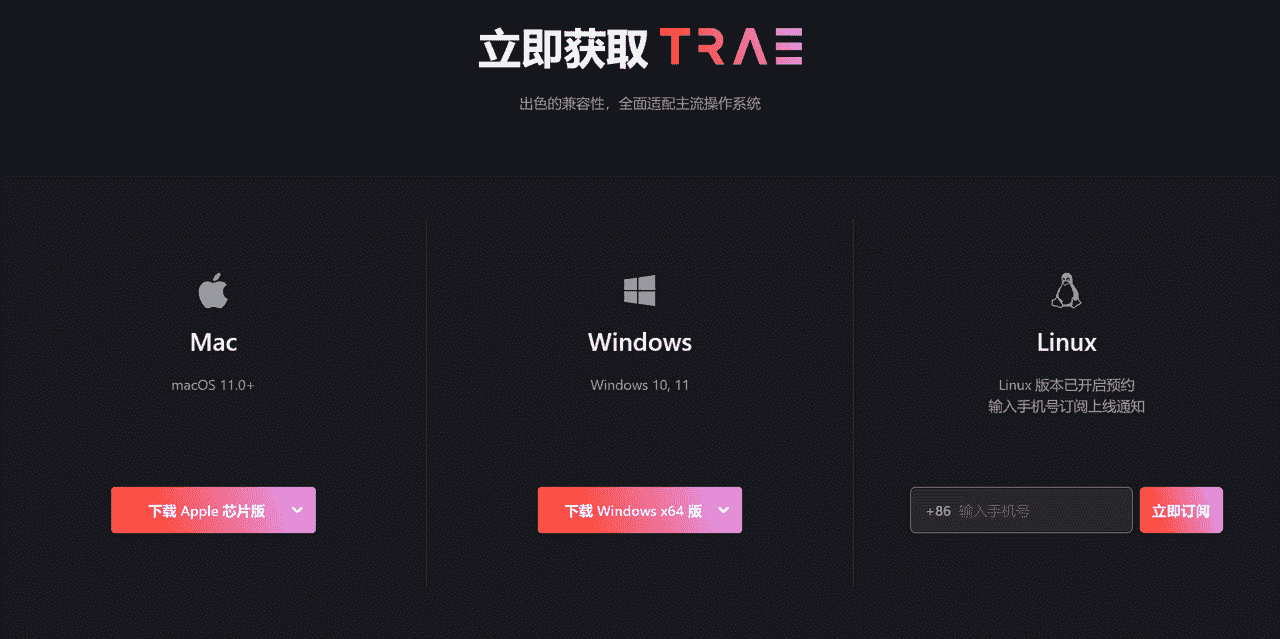 立即获取 TRAE
出色的兼容性，全面适配主流操作系统
Mac
macOS 11.0+
下载 Apple 芯片版
Windows
Windows 10, 11
下载 Windows x64 版
Linux
Linux 版本已开启预约
输入手机号订阅上线通知
+86 输入手机号
立即订阅